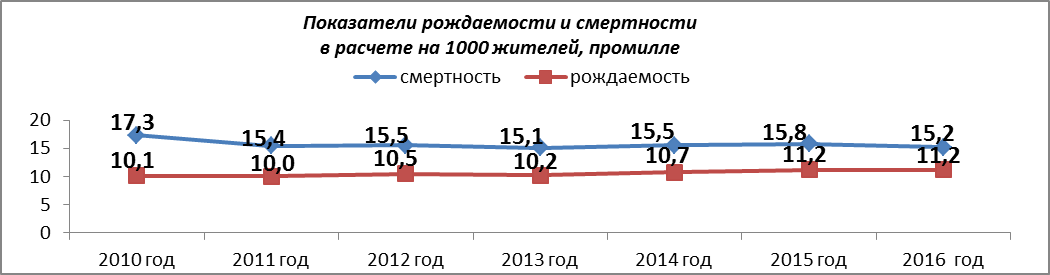 Показатели рождаемости и смертности
в расчете на 1000 жителей, промилле
смертность рождаемость
20
15
10
5
0
17,3 15,4 15,5 15,1 15,5 15,8 15,2
10,1 10,0 10,5 10,2 10,7 11,2 11,2
2010 год 2011 год 2012 год 2013 год 2014 год 2015 год 2016 год